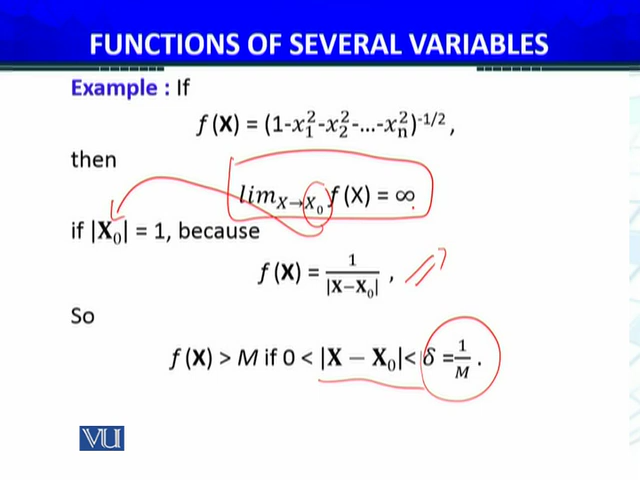 FUNCTIONS OF SEVERAL VARIABLES
Example : If
f (X) = (1-x₁²-x₂²-...-xₙ²)⁻¹/² ,
then
lim_{X→X₀} f (X) = ∞
if |X₀| = 1, because
f (X) = 1/|X−X₀| ,
So
f (X) > M if 0 < |X − X₀|< δ = 1/M .
VU